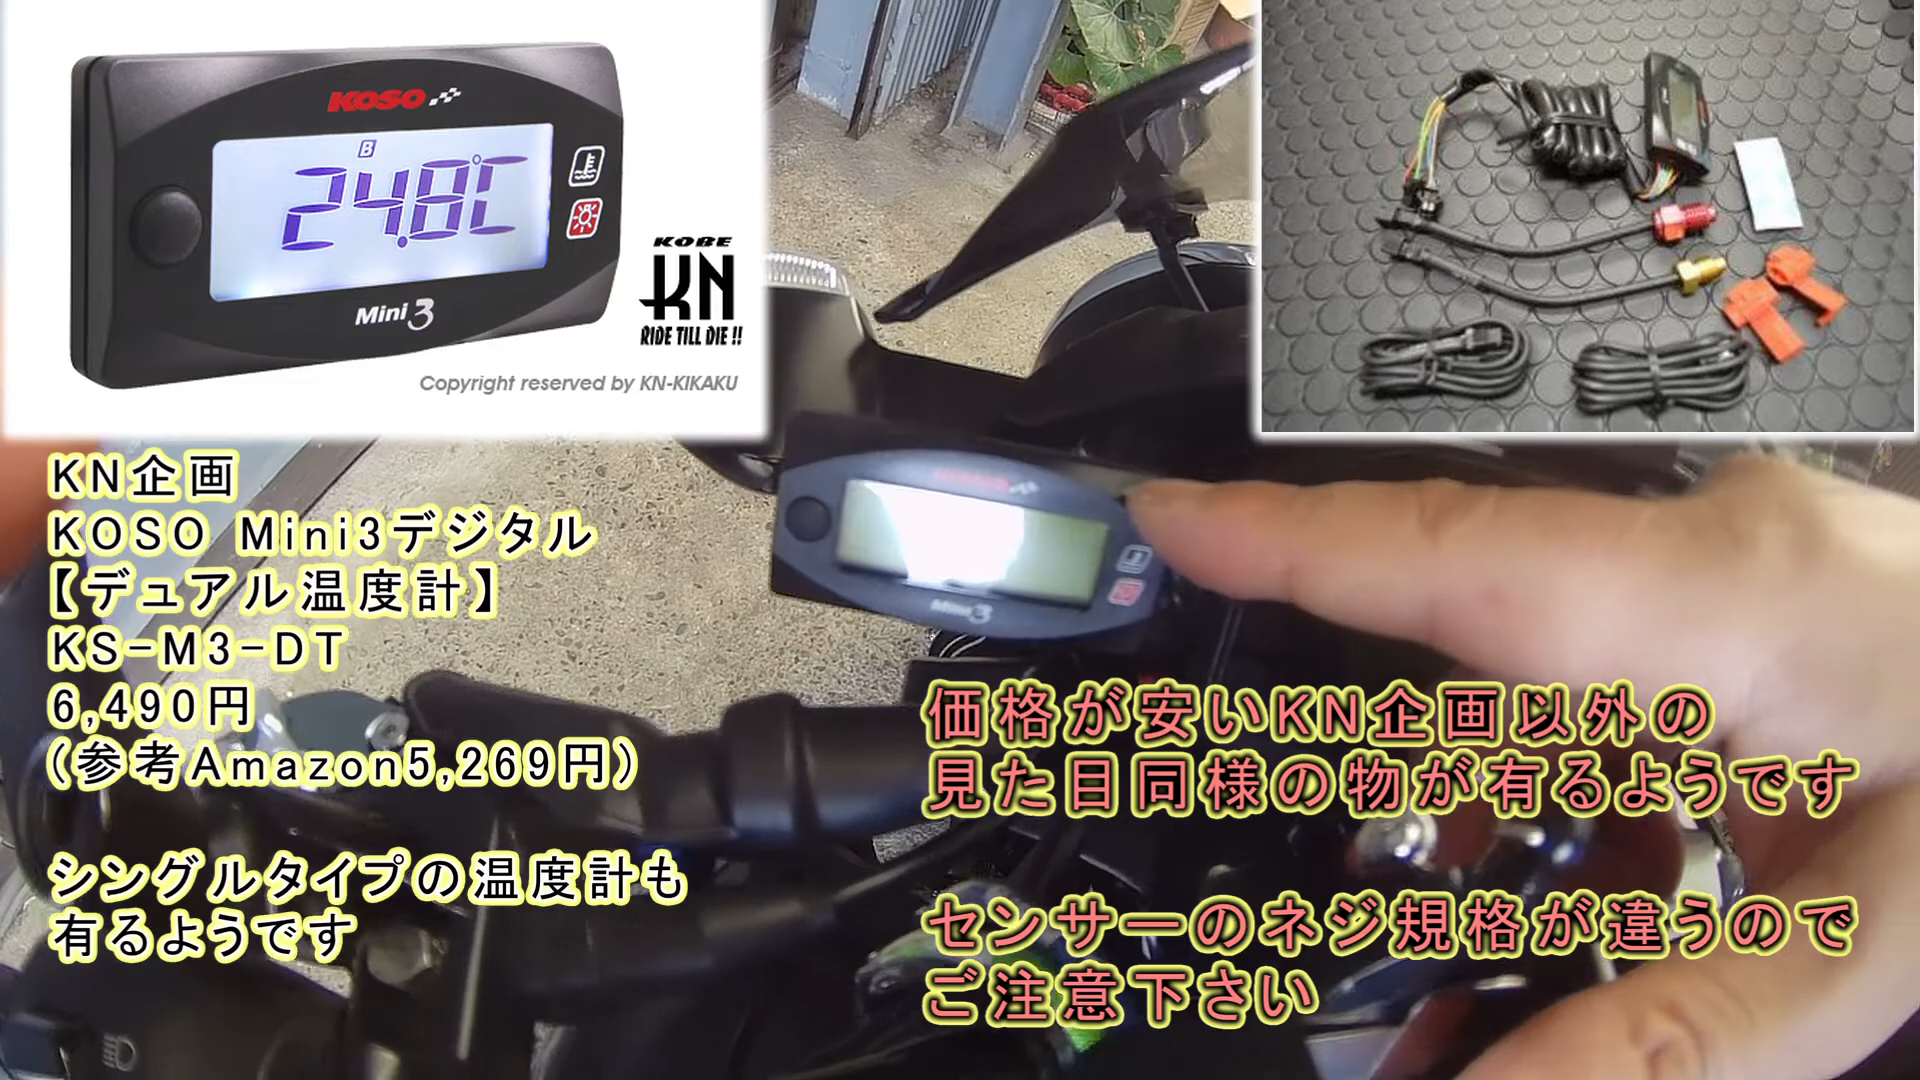 KOSO
B
24.8℃
Mini 3
KOBE
KN
RIDE TILL DIE !!
Copyright reserved by KN-KIKAKU
KN企画
KOSO Mini3デジタル
【デュアル温度計】
KS-M3-DT
6,490円
（参考Amazon5,269円）
シングルタイプの温度計も
有るようです
Mini 3
価格が安いKN企画以外の
見た目同様の物が有るようです
センサーのネジ規格が違うので
ご注意下さい